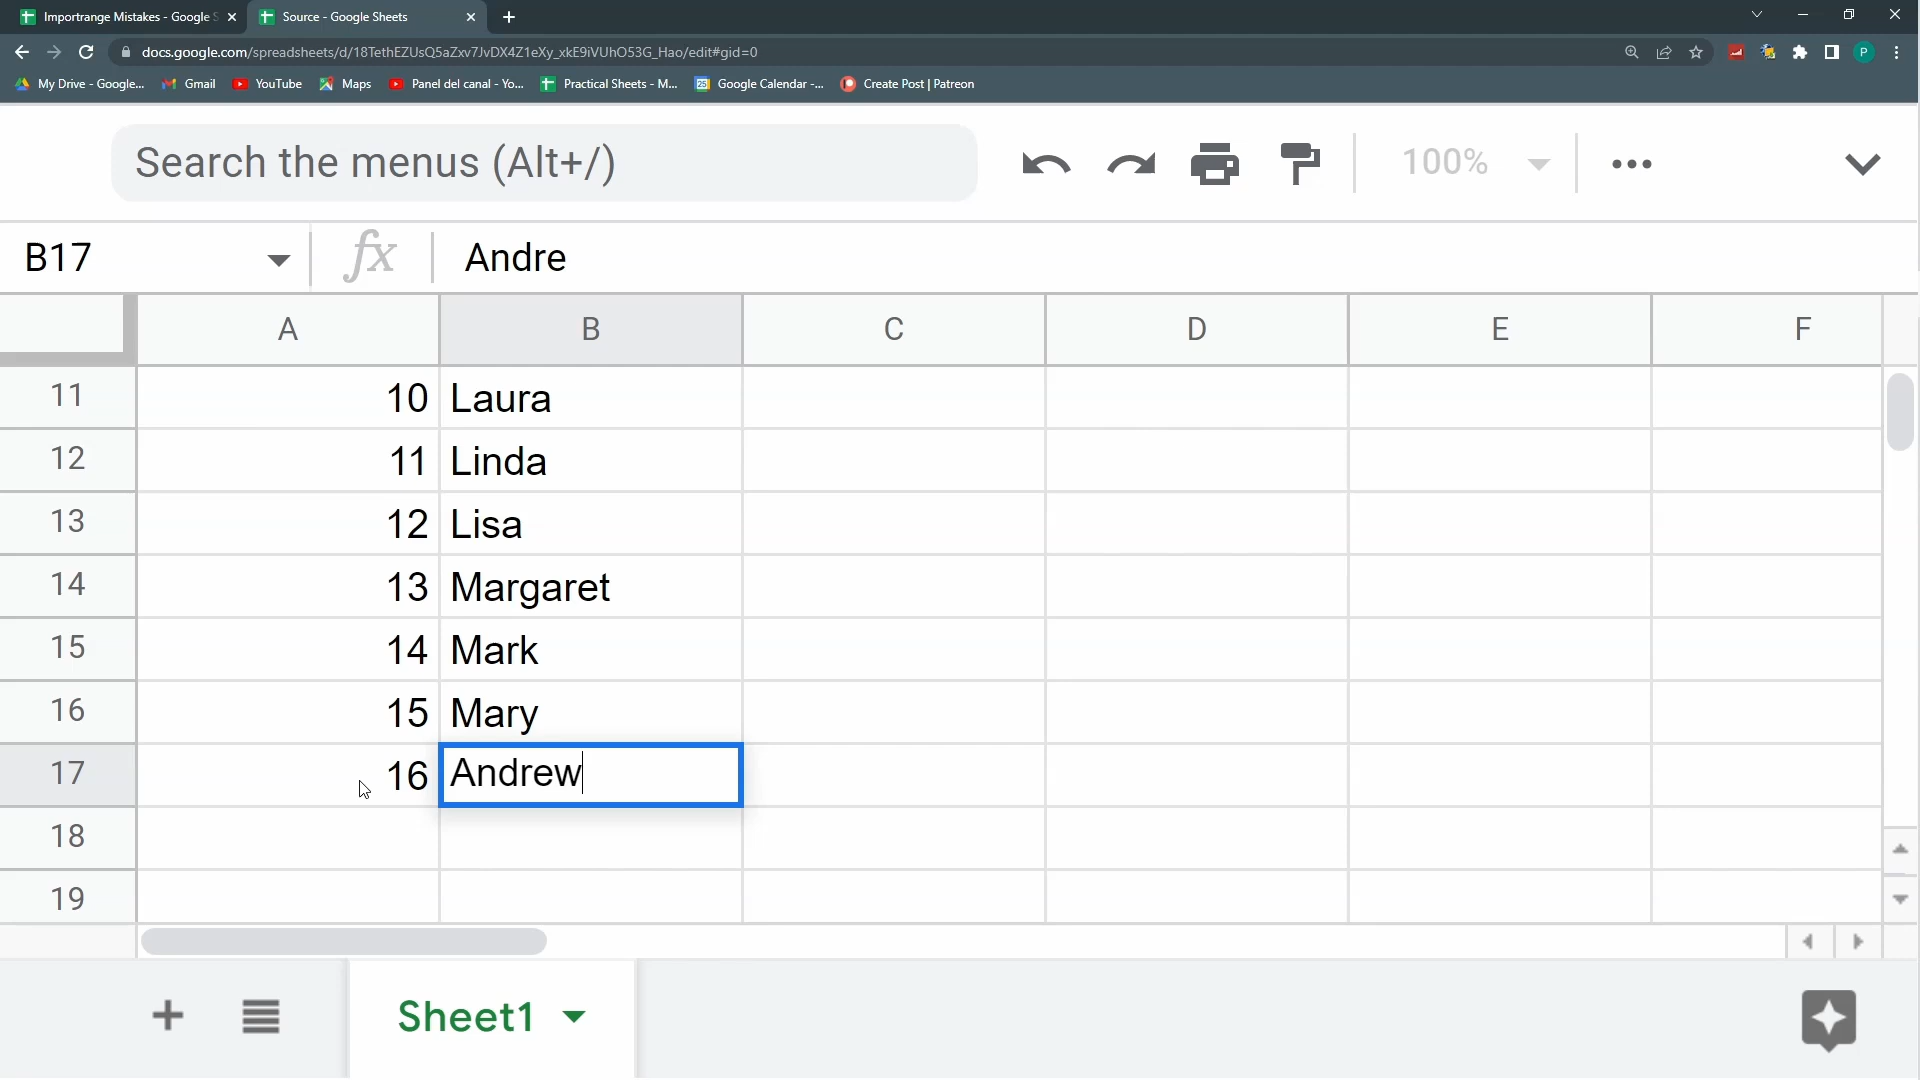 Importrange Mistakes - Google S
Source - Google Sheets
docs.google.com/spreadsheets/d/18TethEZUsQ5aZxv7JvDX4Z1eXy_xkE9iVUhO53G_Hao/edit#gid=0
P
My Drive - Google...
Gmail
YouTube
Maps
Panel del canal - Yo...
Practical Sheets - M...
Google Calendar -...
Create Post | Patreon
Search the menus (Alt+/)
100%
B17
fx
Andre
A B C D E F
11 10 Laura
12 11 Linda
13 12 Lisa
14 13 Margaret
15 14 Mark
16 15 Mary
17 16 Andrew
18
19
Sheet1